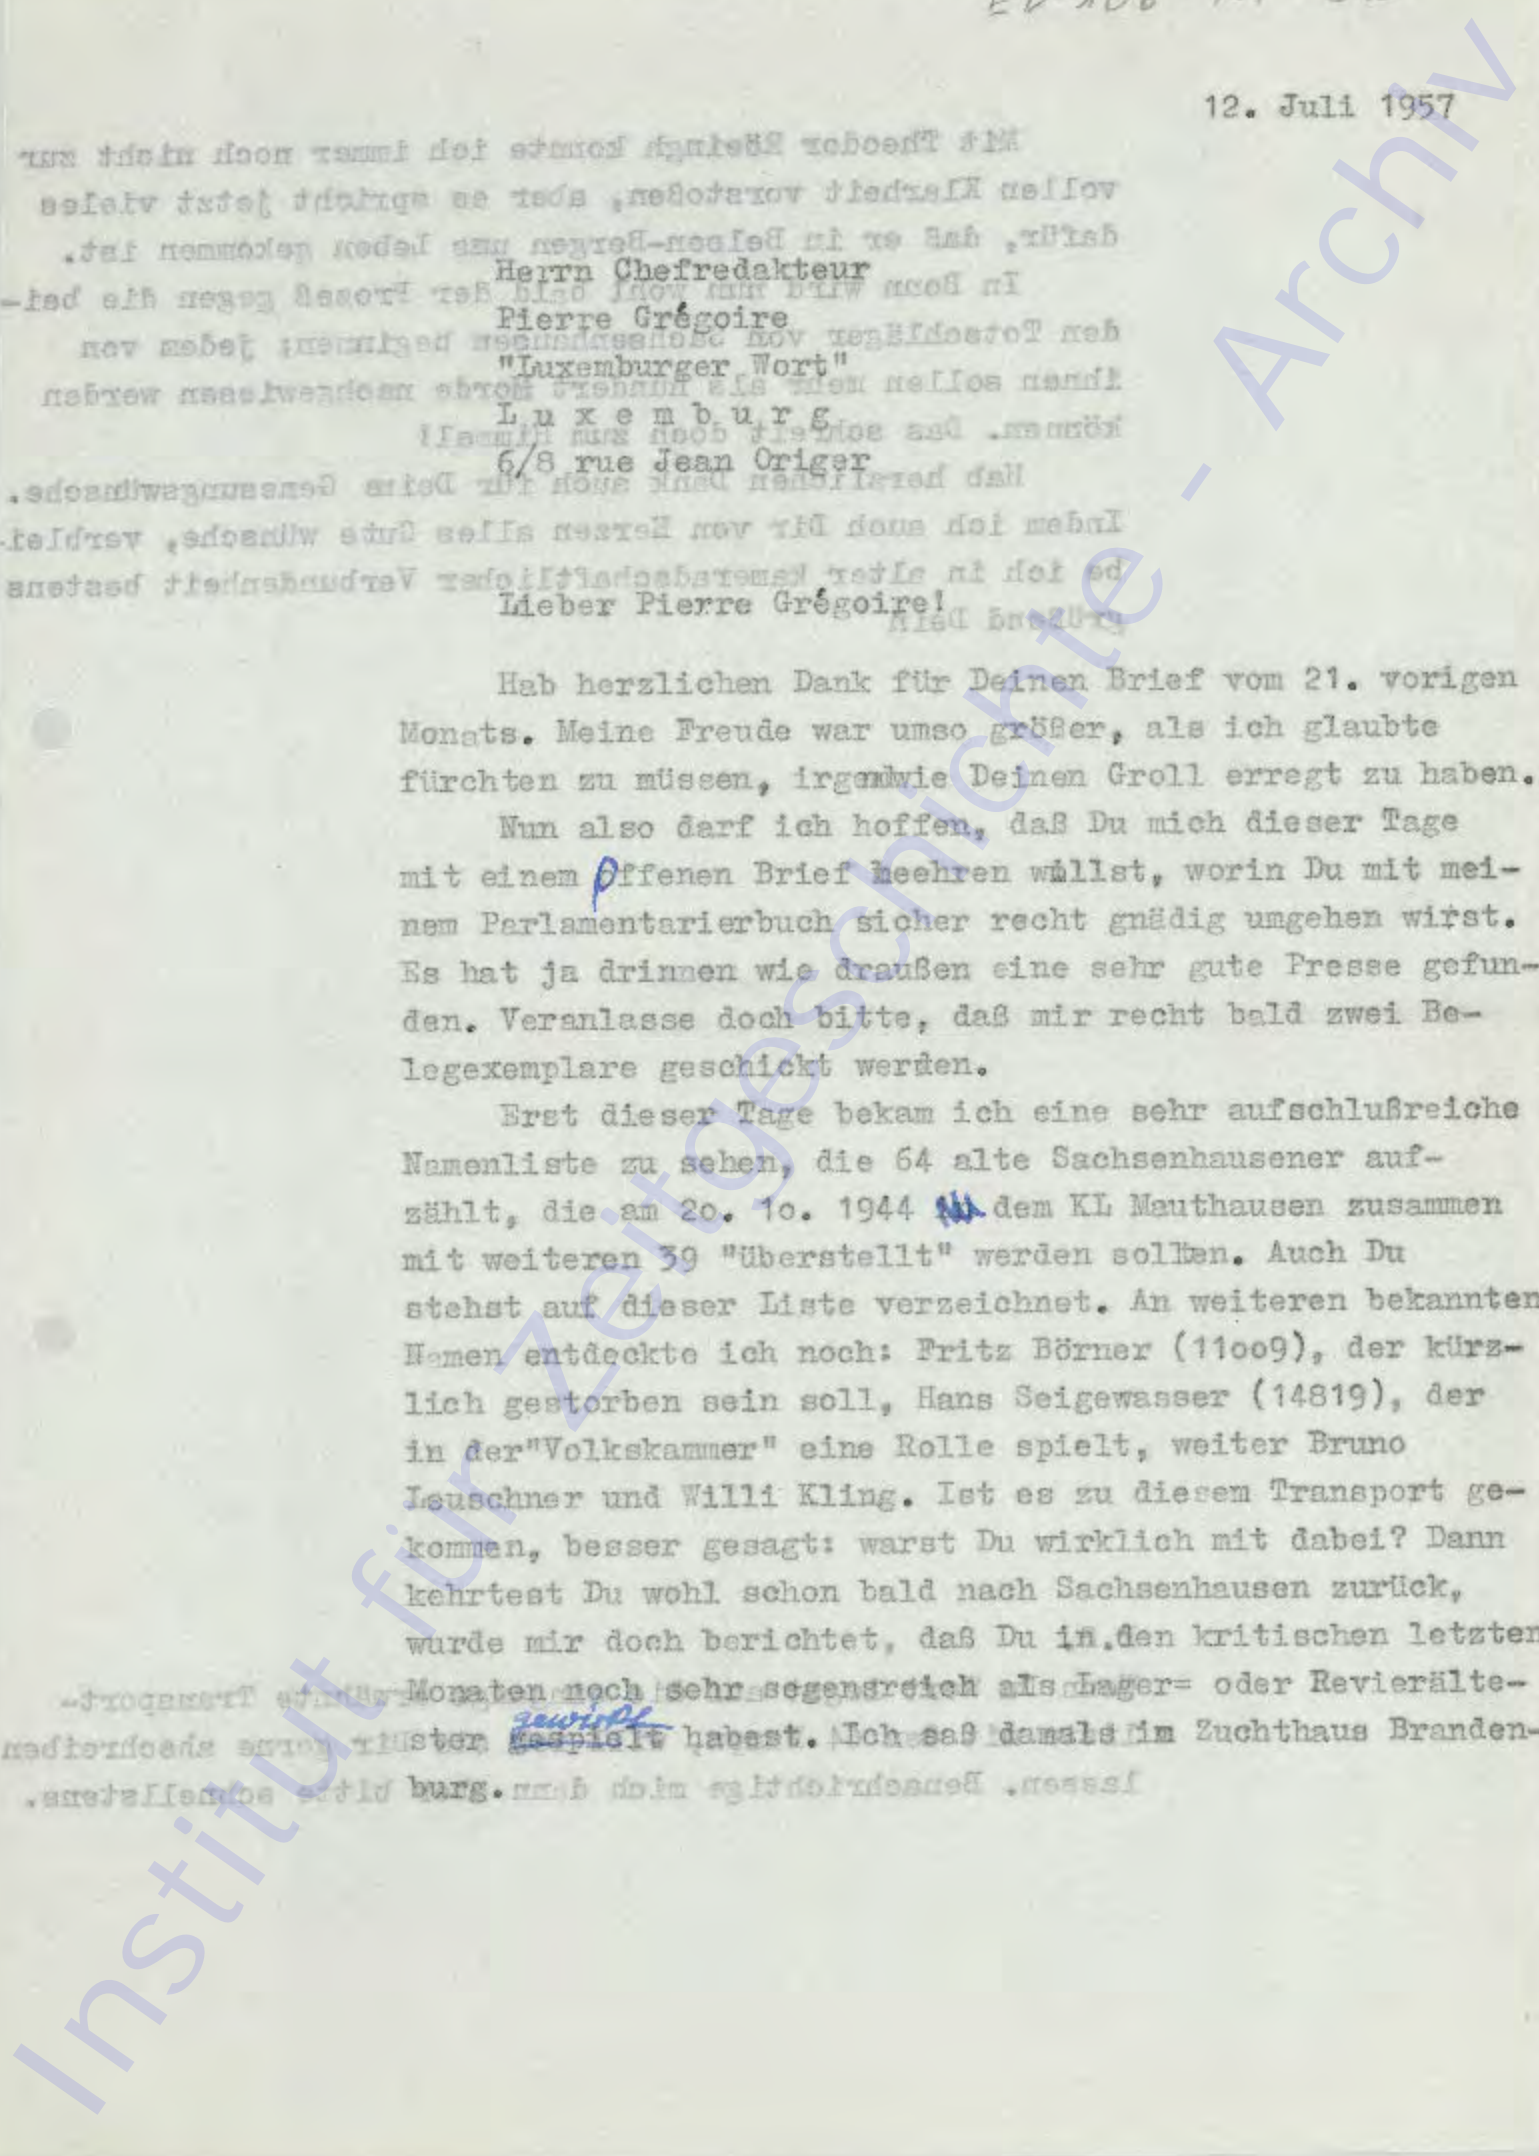 12. Juli 1957
Herrn Chefredakteur
Pierre Grégoire
"Luxemburger Wort"
L u x e m b u r g
6/8 rue Jean Origer
Lieber Pierre Grégoire!
Hab herzlichen Dank für Deinen Brief vom 21. vorigen
Monats. Meine Freude war umso größer, als ich glaubte
fürchten zu müssen, irgendwie Deinen Groll erregt zu haben.
Nun also darf ich hoffen, daß Du mich dieser Tage
mit einem offenen Brief beehren willst, worin Du mit mei-
nem Parlamentarierbuch sicher recht gnädig umgehen wirst.
Es hat ja drinnen wie draußen eine sehr gute Presse gefun-
den. Veranlasse doch bitte, daß mir recht bald zwei Be-
legexemplare geschickt werden.
Erst dieser Tage bekam ich eine sehr aufschlußreiche
Namenliste zu sehen, die 64 alte Sachsenhausener auf-
zählt, die am 2o. 1o. 1944 dem KL Mauthausen zusammen
mit weiteren 39 "überstellt" werden sollten. Auch Du
stehst auf dieser Liste verzeichnet. An weiteren bekannten
Namen entdeckte ich noch: Fritz Börner (11oo9), der kürz-
lich gestorben sein soll, Hans Seigewasser (14819), der
in der"Volkskammer" eine Rolle spielt, weiter Bruno
Leuschner und Willi Kling. Ist es zu diesem Transport ge-
kommen, besser gesagt: warst Du wirklich mit dabei? Dann
kehrtest Du wohl schon bald nach Sachsenhausen zurück,
wurde mir doch berichtet, daß Du in den kritischen letzten
Monaten noch sehr segensreich als Lager= oder Revierälte-
gewirkt
ster gespielt habest. Ich saß damals im Zuchthaus Branden-
burg.
Institut für Zeitgeschichte - Archiv